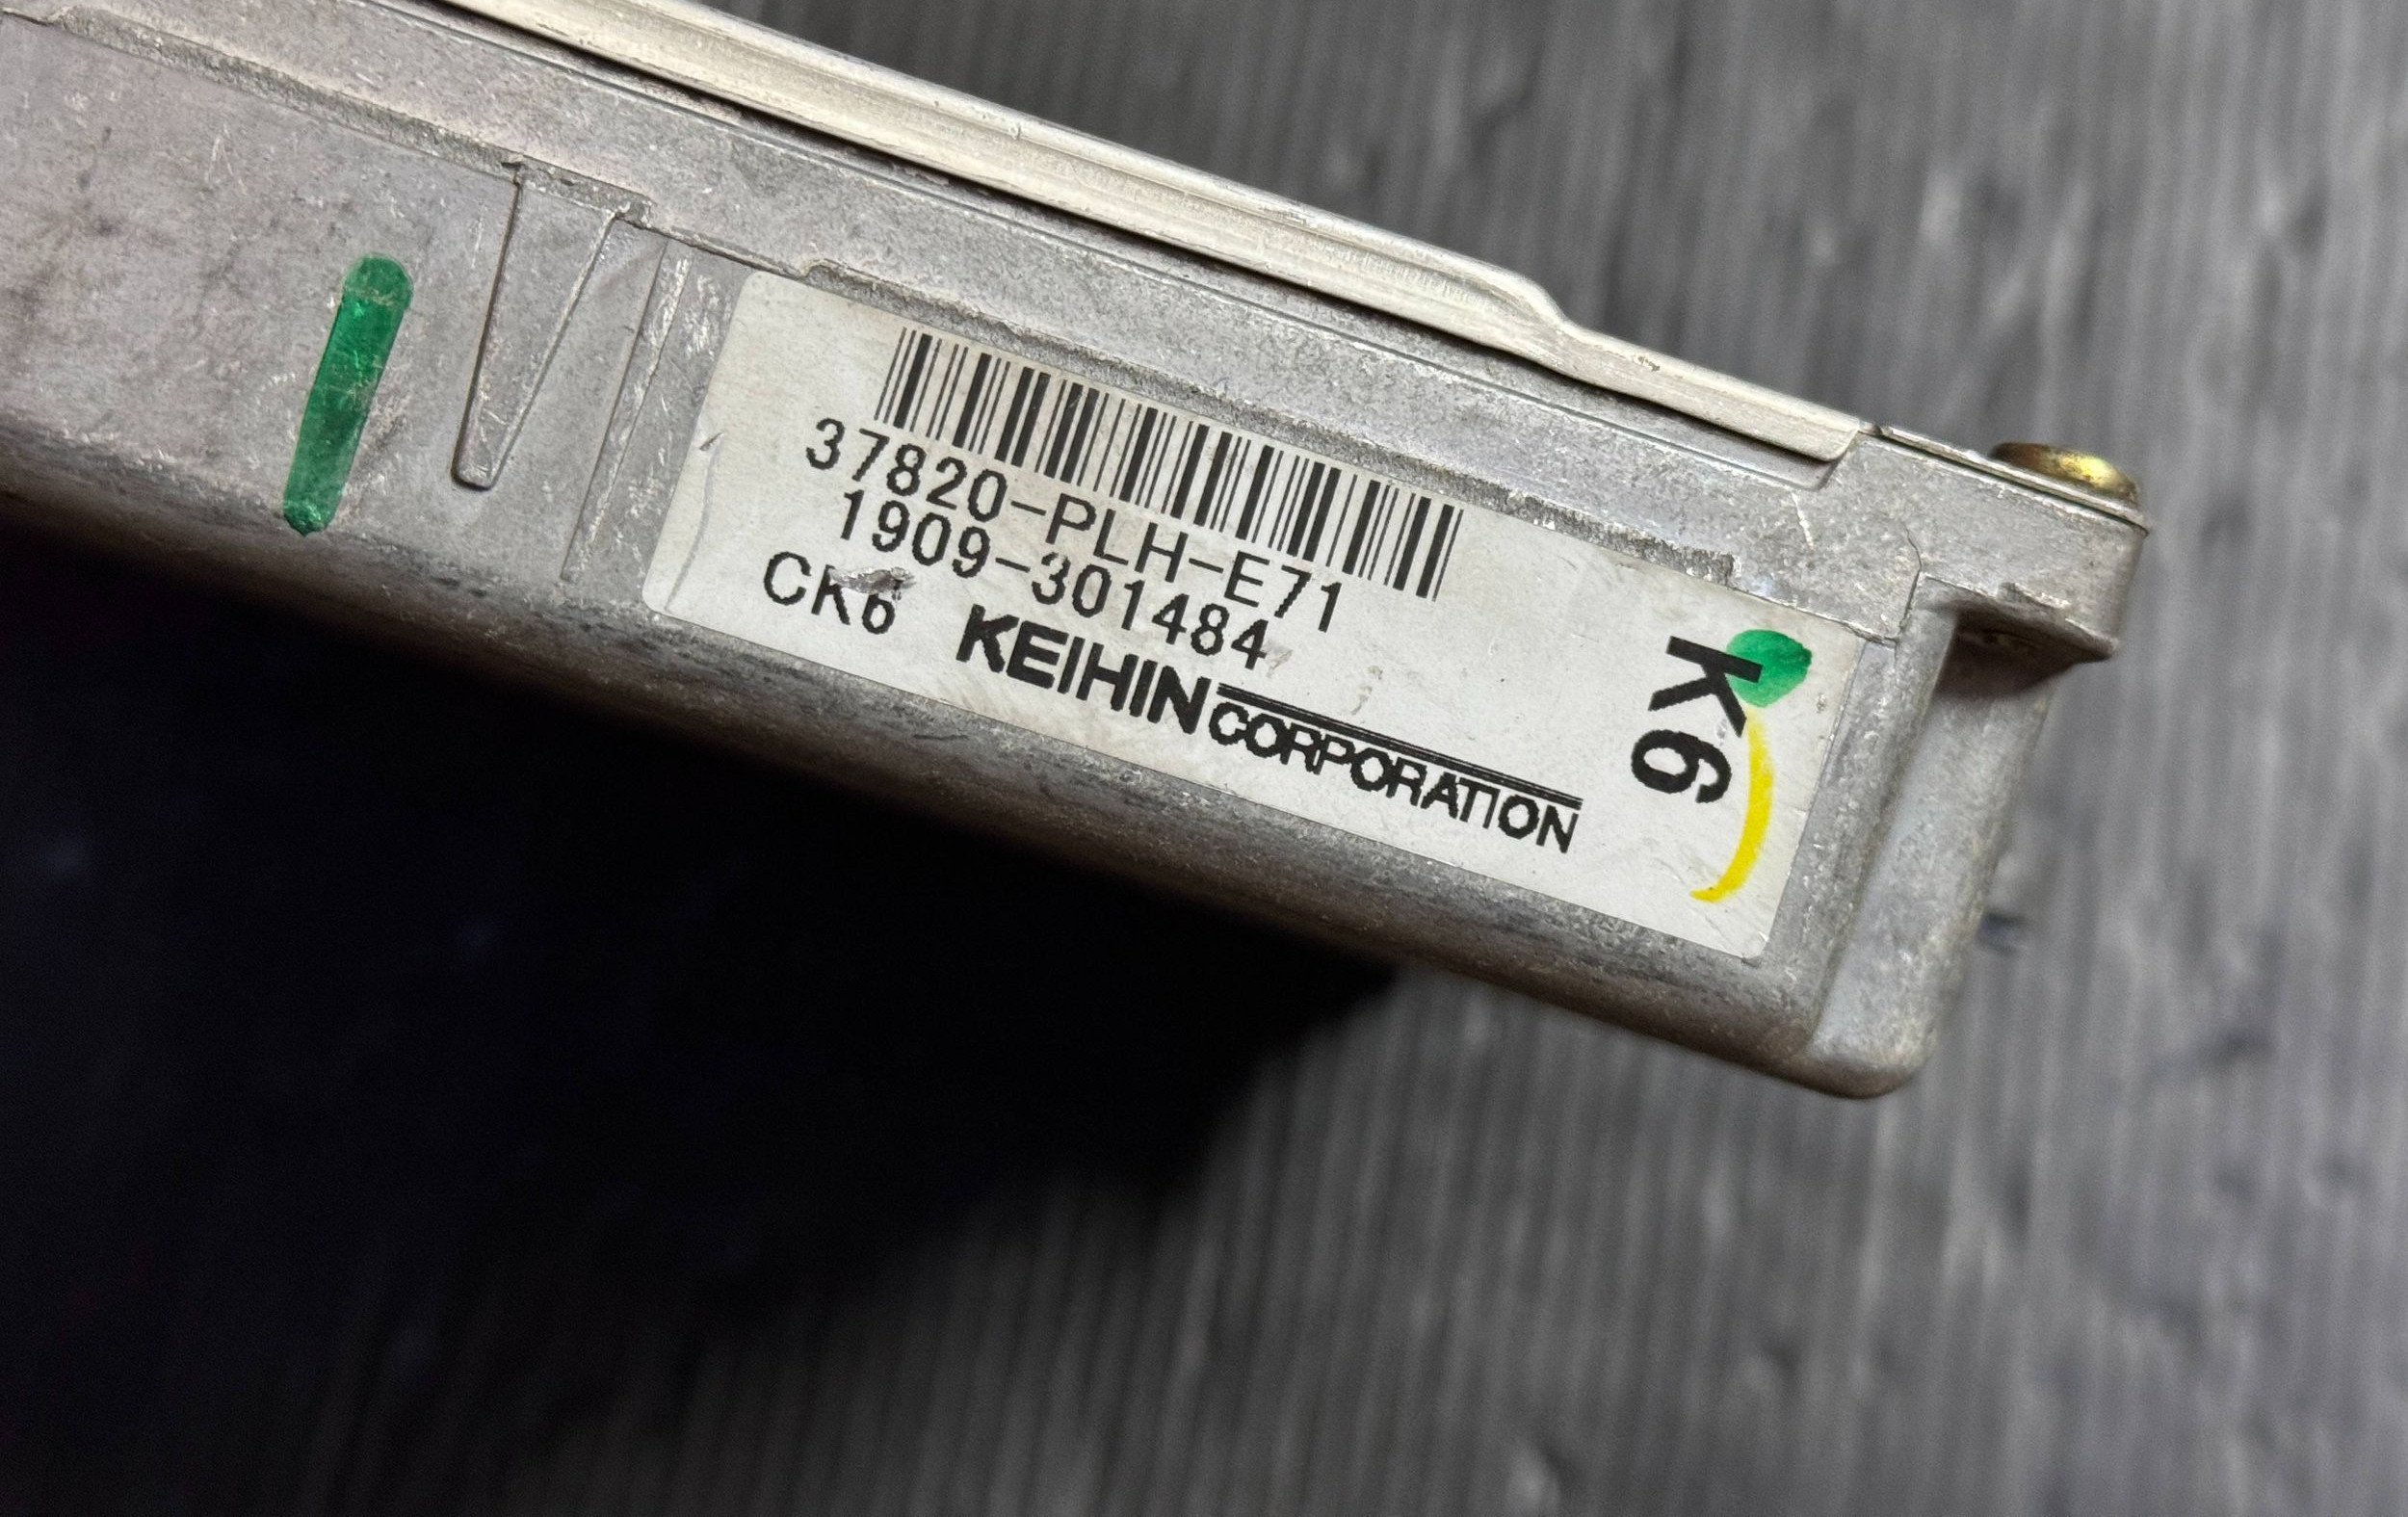 37820-PLH-E71
1909-301484
CK6 KEIHIN CORPORATION
K6